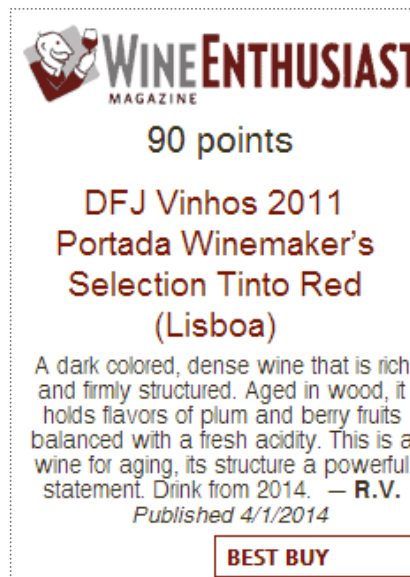 WINE ENTHUSIAST
MAGAZINE
90 points
DFJ Vinhos 2011
Portada Winemaker's
Selection Tinto Red
(Lisboa)
A dark colored, dense wine that is rich
and firmly structured. Aged in wood, it
holds flavors of plum and berry fruits
balanced with a fresh acidity. This is a
wine for aging, its structure a powerful
statement. Drink from 2014. — R.V.
Published 4/1/2014
BEST BUY